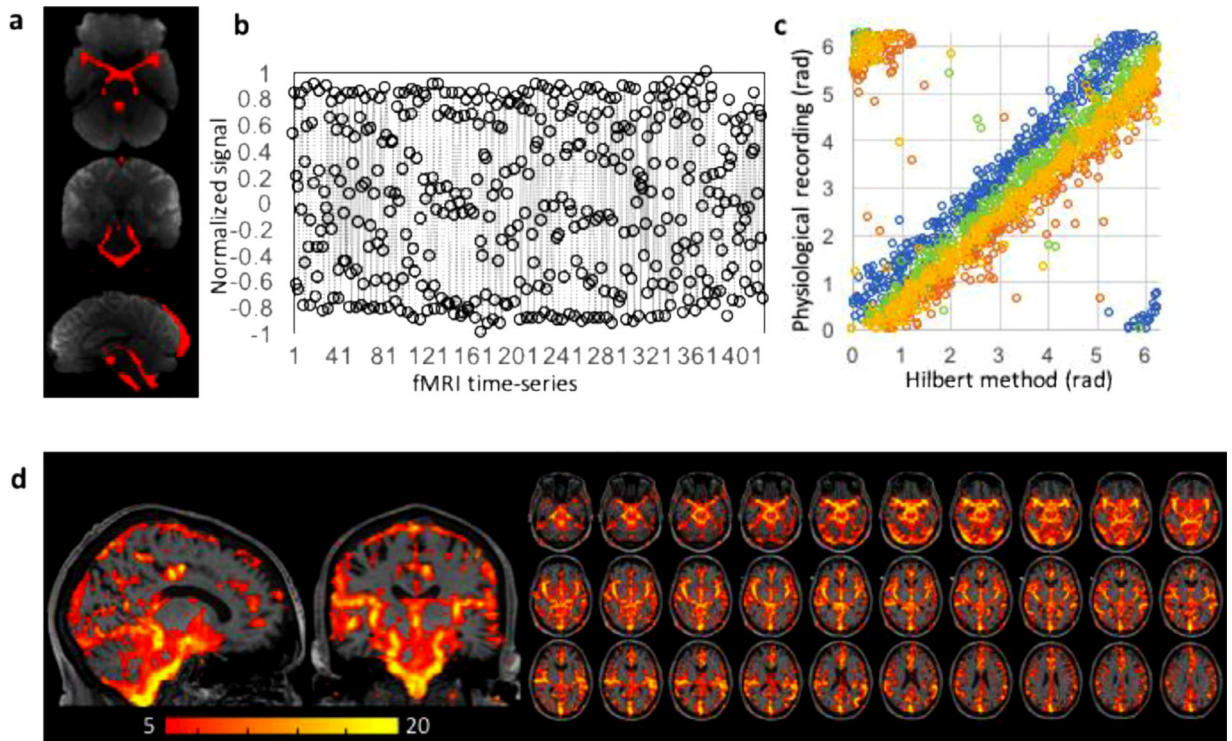 a
b
c
Normalized signal
1
0.8
0.6
0.4
0.2
0
-0.2
-0.4
-0.6
-0.8
-1
1 41 81 121 161 201 241 281 321 361 401
fMRI time-series
Physiological recording (rad)
6
5
4
3
2
1
0
0 1 2 3 4 5 6
Hilbert method (rad)
d
5 20